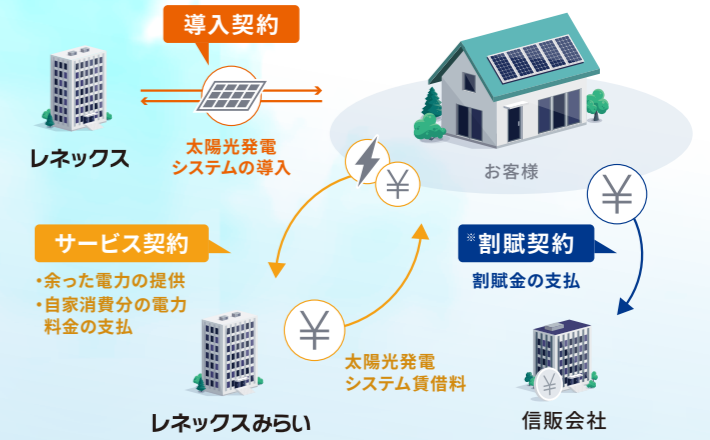 導入契約
レネックス
太陽光発電
システムの導入
お客様
¥
¥
サービス契約
・余った電力の提供
・自家消費分の電力
料金の支払
※割賦契約
割賦金の支払
¥
太陽光発電
システム賃借料
¥
レネックスみらい
信販会社